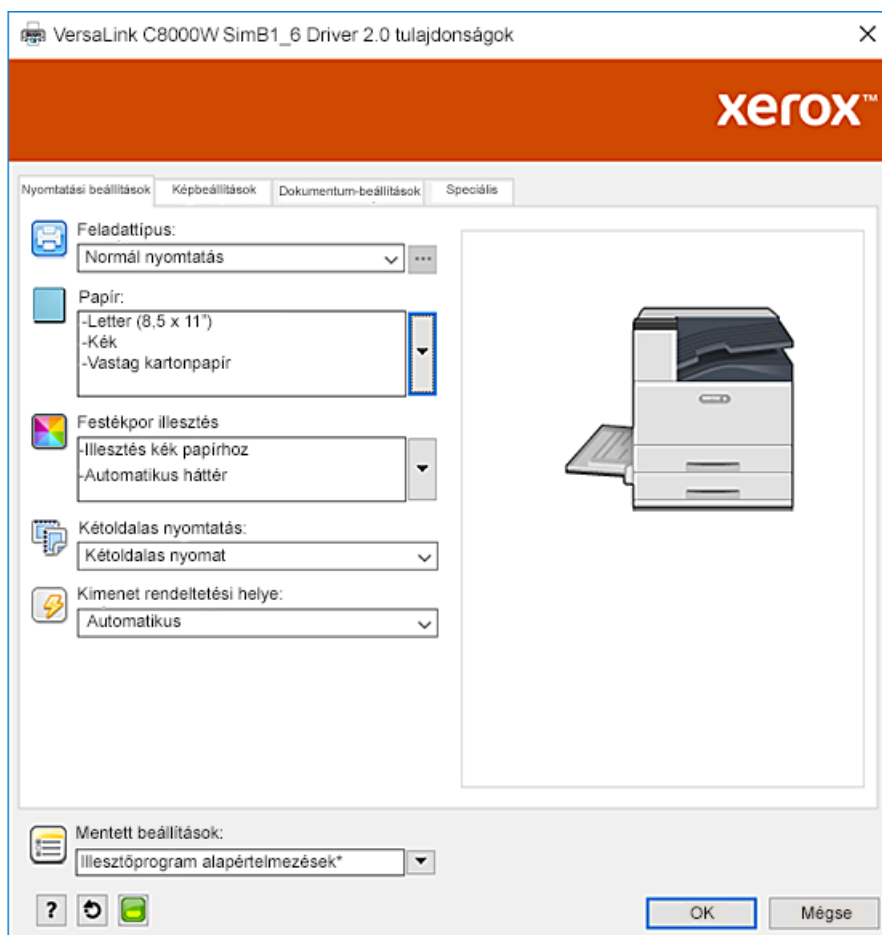 VersaLink C8000W SimB1_6 Driver 2.0 tulajdonságok
xerox™
Nyomtatási beállítások
Képbeállítások
Dokumentum-beállítások
Speciális
Feladattípus:
Normál nyomtatás
Papír:
-Letter (8,5 x 11”)
-Kék
-Vastag kartonpapír
Festékpor illesztés
-Illesztés kék papírhoz
-Automatikus háttér
Kétoldalas nyomtatás:
Kétoldalas nyomat
Kimenet rendeltetési helye:
Automatikus
Mentett beállítások:
Illesztőprogram alapértelmezések*
?
OK
Mégse